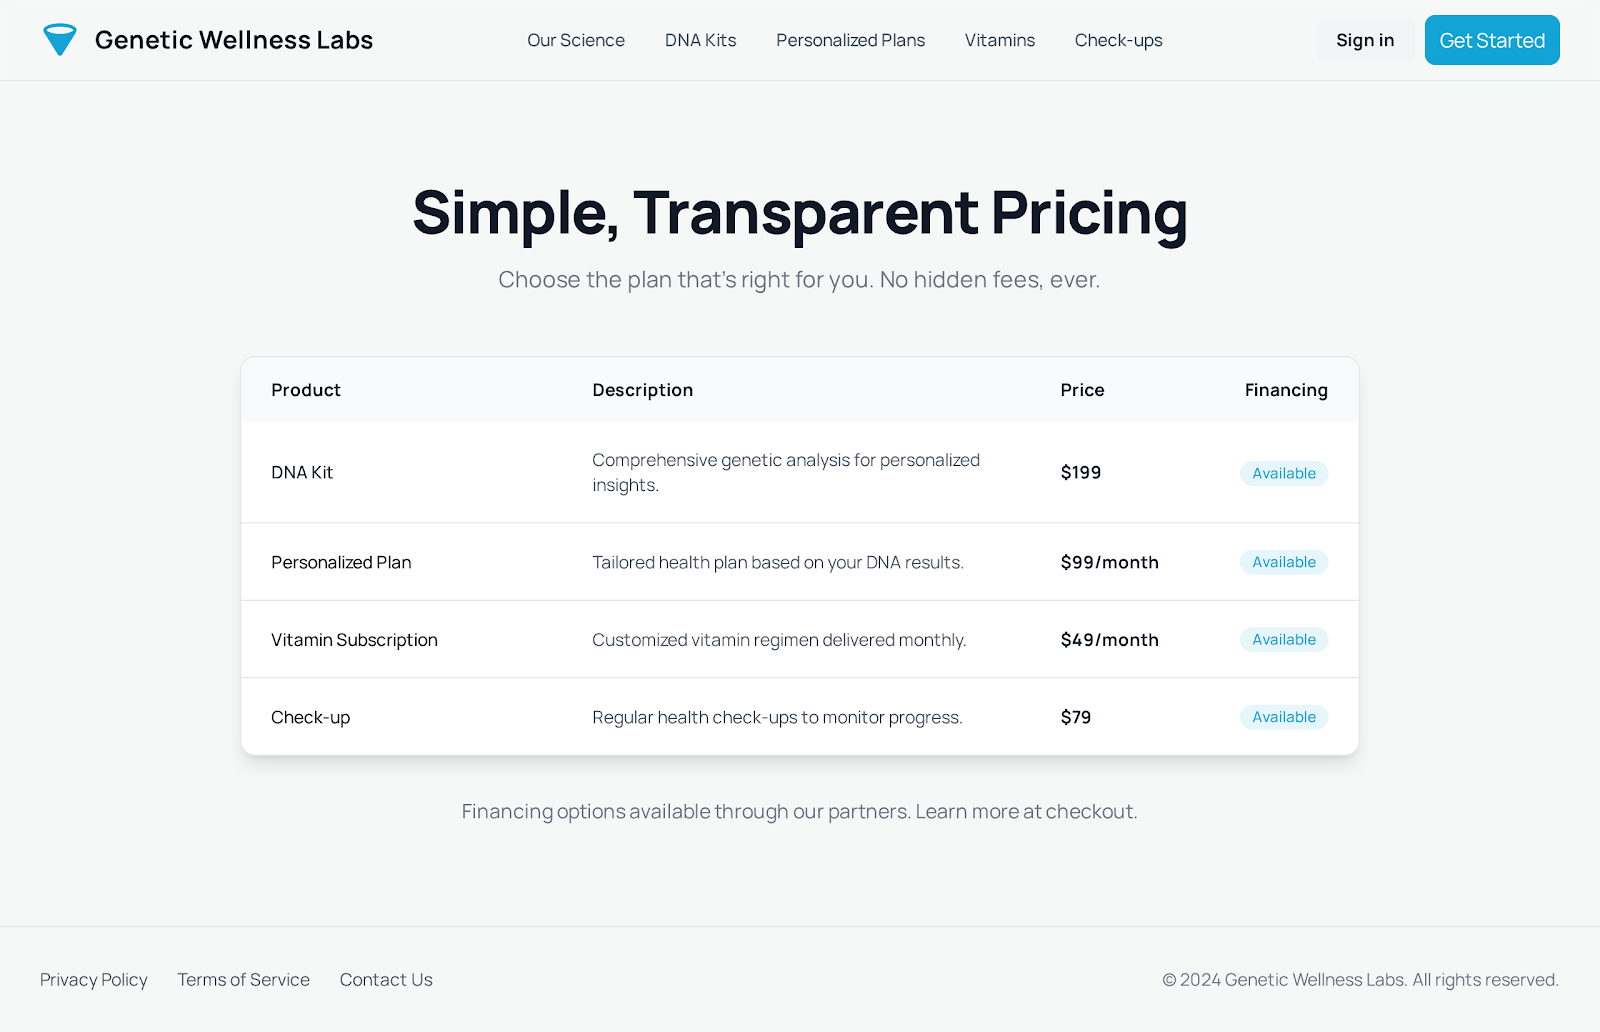 Genetic Wellness Labs
Our Science
DNA Kits
Personalized Plans
Vitamins
Check-ups
Sign in
Get Started
Simple, Transparent Pricing
Choose the plan that's right for you. No hidden fees, ever.
Product Description Price Financing
DNA Kit
Comprehensive genetic analysis for personalized
insights.
$199
Available
Personalized Plan
Tailored health plan based on your DNA results.
$99/month
Available
Vitamin Subscription
Customized vitamin regimen delivered monthly.
$49/month
Available
Check-up
Regular health check-ups to monitor progress.
$79
Available
Financing options available through our partners. Learn more at checkout.
Privacy Policy
Terms of Service
Contact Us
© 2024 Genetic Wellness Labs. All rights reserved.